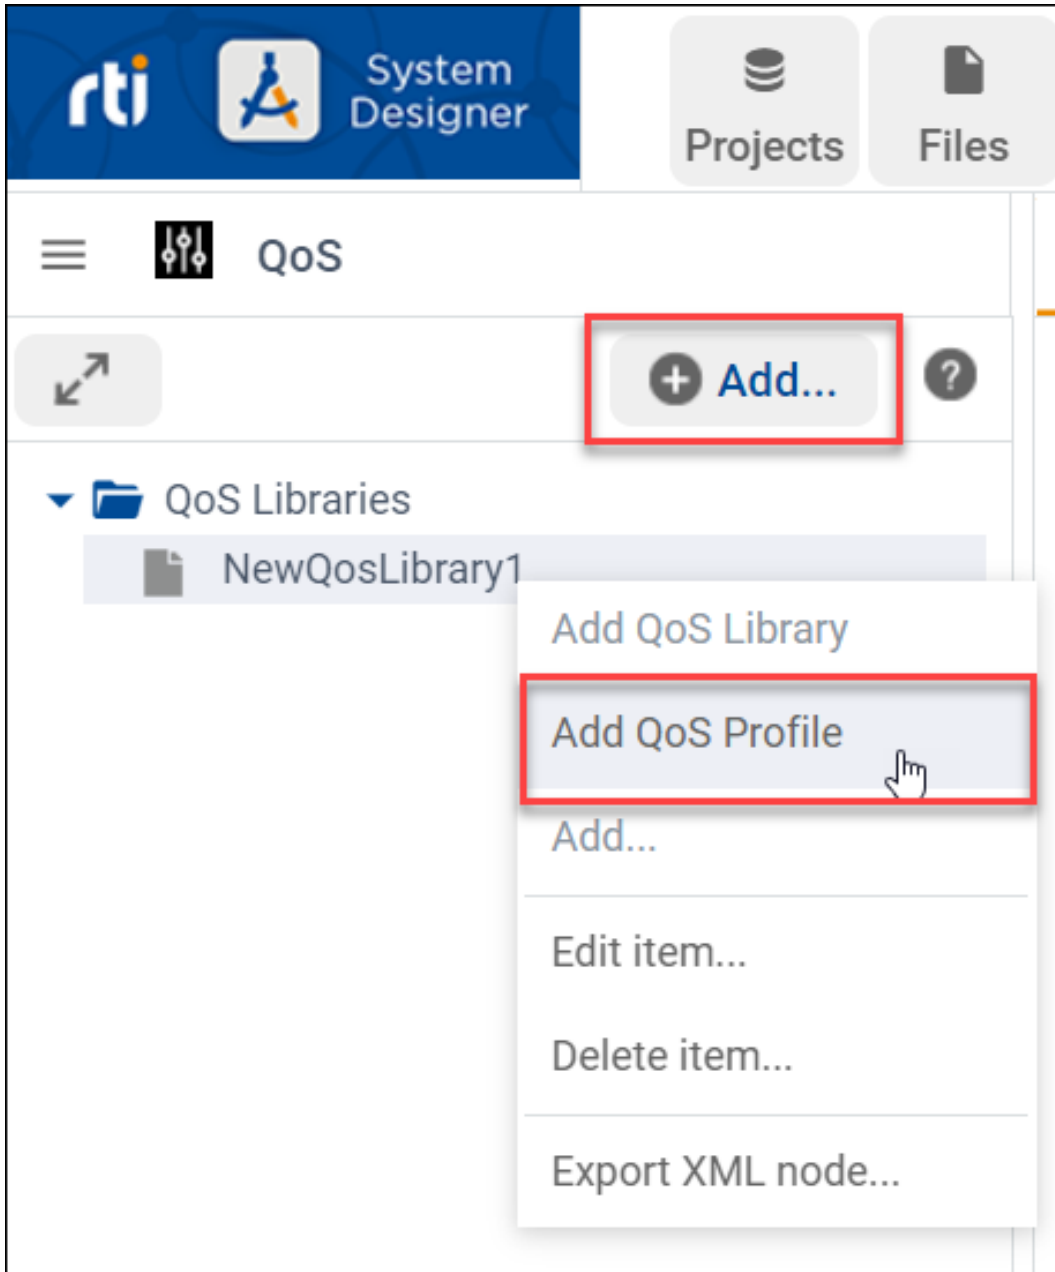 rti
System
Designer
Projects
Files
QoS
Add...
?
QoS Libraries
NewQosLibrary1
Add QoS Library
Add QoS Profile
Add...
Edit item...
Delete item...
Export XML node...